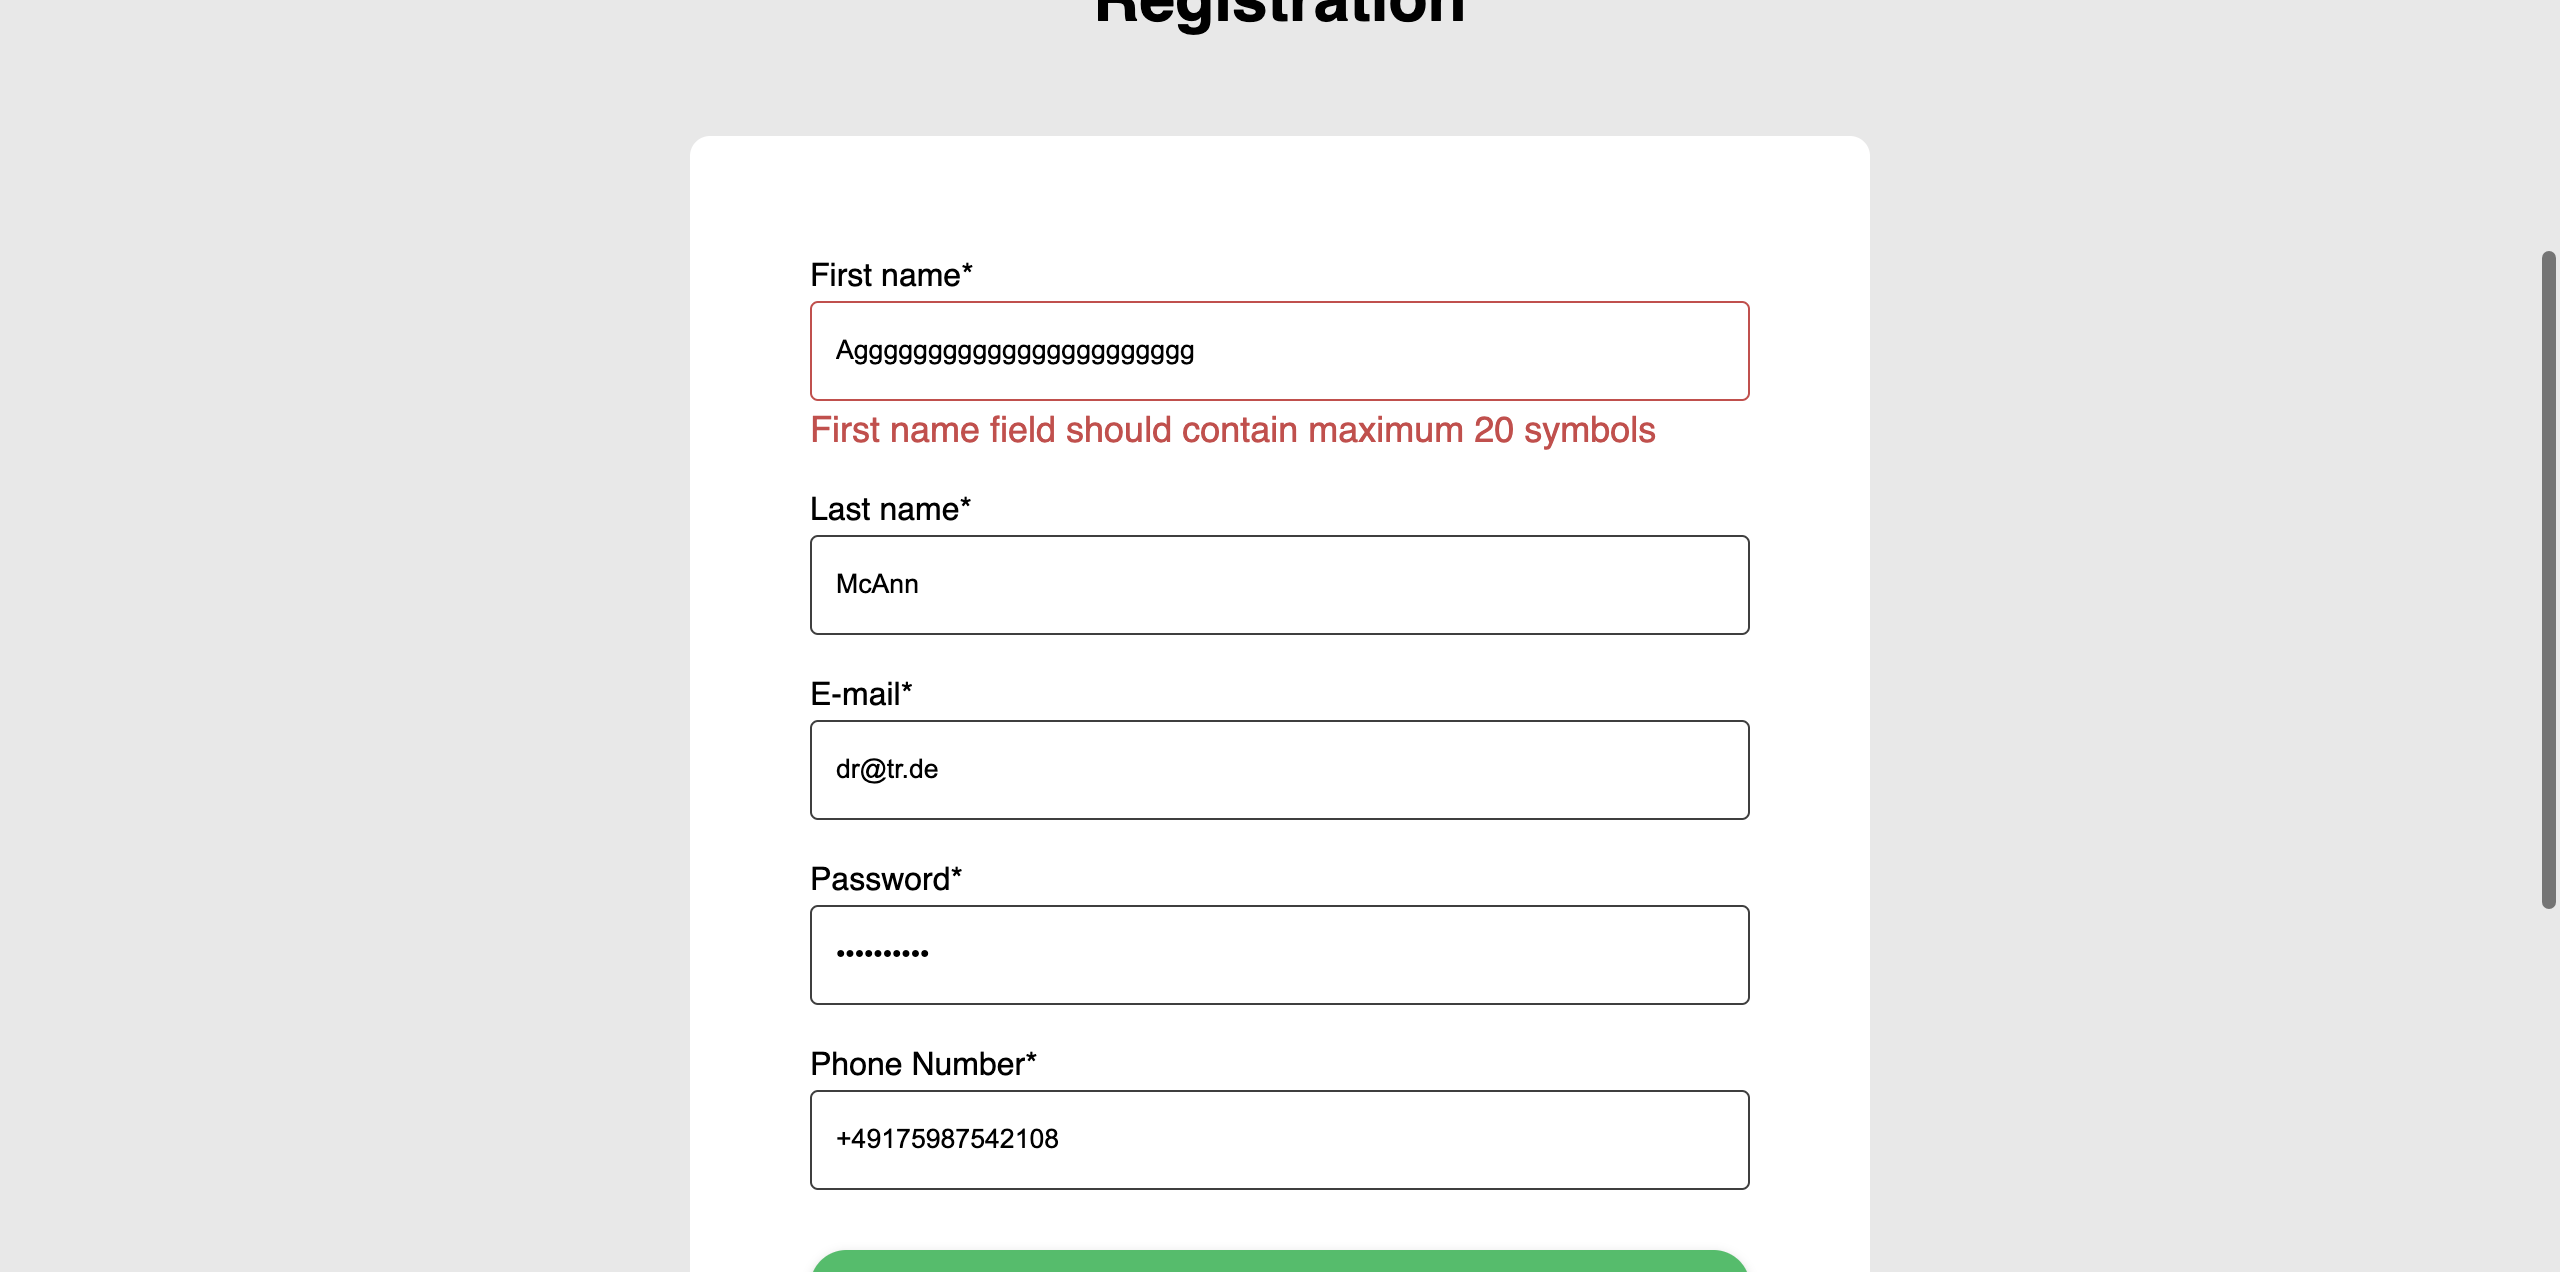 Registration
First name*
Aggggggggggggggggggggggg
First name field should contain maximum 20 symbols
Last name*
McAnn
E-mail*
dr@tr.de
Password*
••••••••••
Phone Number*
+49175987542108